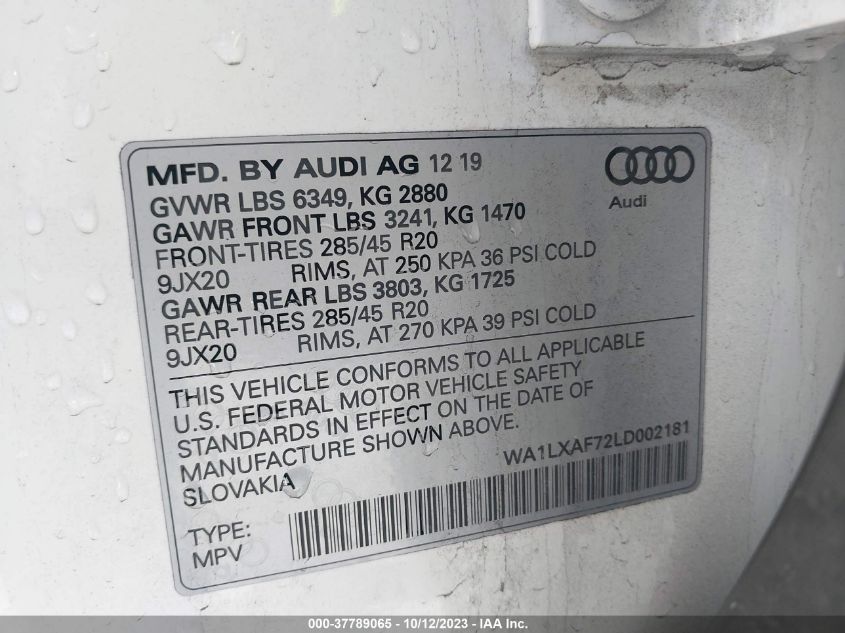 MFD. BY AUDI AG 12 19
GVWR LBS 6349, KG 2880
GAWR FRONT LBS 3241, KG 1470
FRONT-TIRES 285/45 R20
9JX20 RIMS, AT 250 KPA 36 PSI COLD
GAWR REAR LBS 3803, KG 1725
REAR-TIRES 285/45 R20
9JX20 RIMS, AT 270 KPA 39 PSI COLD
Audi
THIS VEHICLE CONFORMS TO ALL APPLICABLE
U.S. FEDERAL MOTOR VEHICLE SAFETY
STANDARDS IN EFFECT ON THE DATE OF
MANUFACTURE SHOWN ABOVE.
SLOVAKIA
WA1LXAF72LD002181
TYPE:
MPV
000-37789065 - 10/12/2023 - IAA Inc.